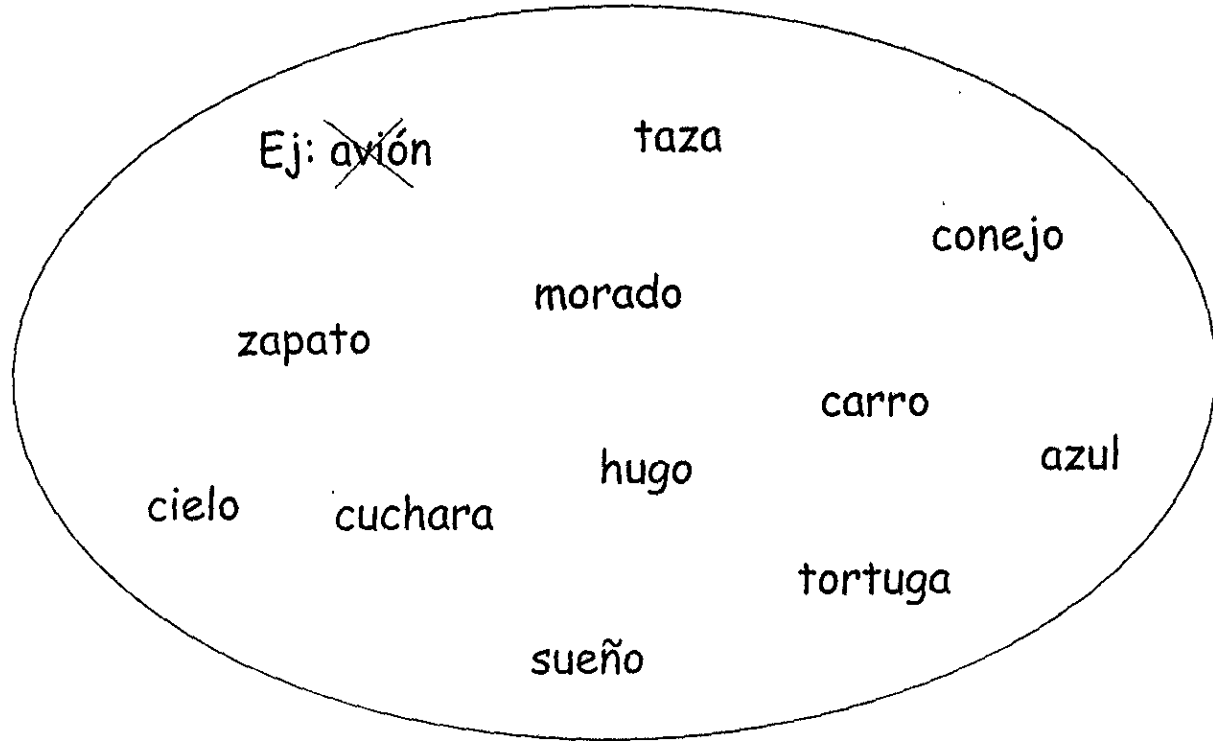 Ej: avión
taza
conejo
morado
zapato
carro
azul
hugo
cielo
cuchara
tortuga
sueño